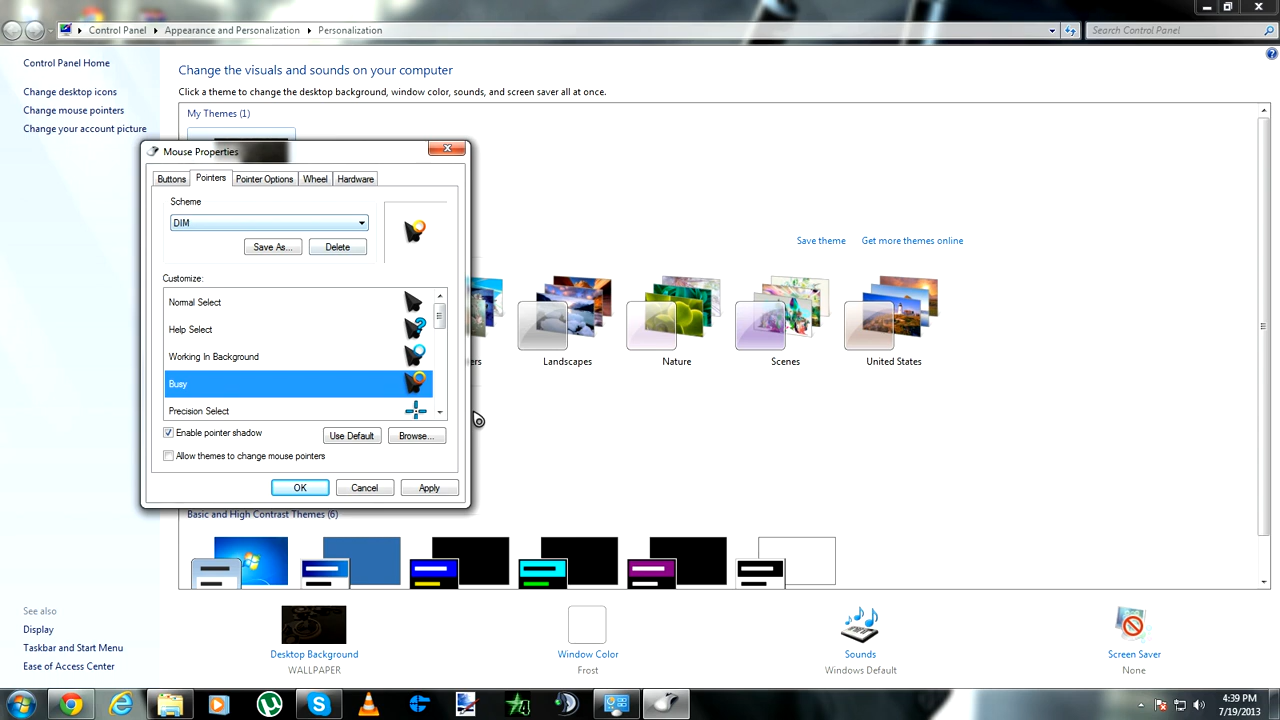 Control Panel Appearance and Personalization Personalization
Search Control Panel
Control Panel Home
Change desktop icons
Change mouse pointers
Change your account picture
Change the visuals and sounds on your computer
Click a theme to change the desktop background, window color, sounds, and screen saver all at once.
My Themes (1)
Save theme
Get more themes online
Landscapes
Nature
Scenes
United States
Mouse Properties
Buttons Pointers Pointer Options Wheel Hardware
Scheme
DIM
Save As... Delete
Customize:
Normal Select
Help Select
Working In Background
Busy
Precision Select
Enable pointer shadow
Use Default Browse...
Allow themes to change mouse pointers
OK Cancel Apply
Basic and High Contrast Themes (6)
See also
Display
Taskbar and Start Menu
Ease of Access Center
Desktop Background
WALLPAPER
Window Color
Frost
Sounds
Windows Default
Screen Saver
None
4:39 PM
7/19/2013